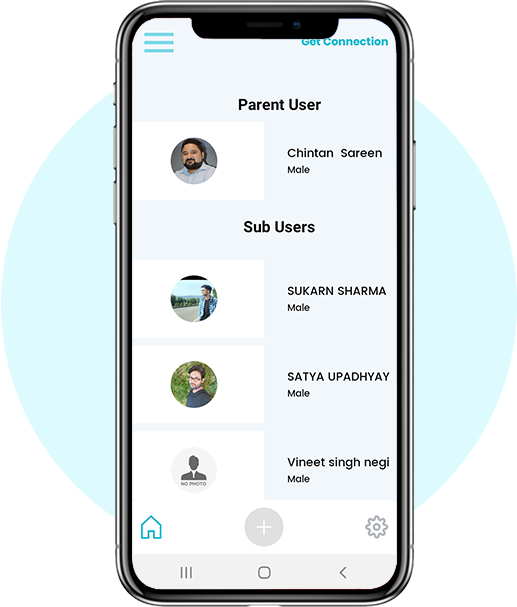 Get Connection
Parent User
Chintan Sareen
Male
Sub Users
SUKARN SHARMA
Male
SATYA UPADHYAY
Male
NO PHOTO
Vineet singh negi
Male